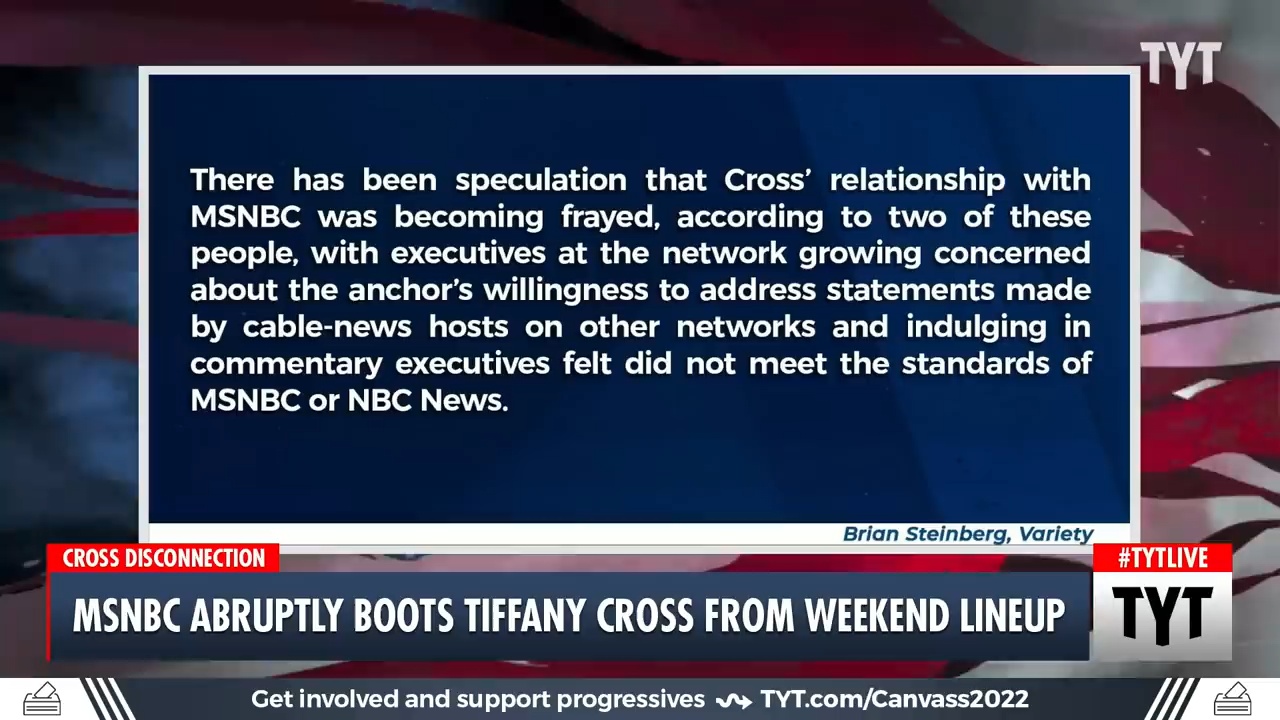 TYT
There has been speculation that Cross’ relationship with
MSNBC was becoming frayed, according to two of these
people, with executives at the network growing concerned
about the anchor’s willingness to address statements made
by cable-news hosts on other networks and indulging in
commentary executives felt did not meet the standards of
MSNBC or NBC News.
Brian Steinberg, Variety
CROSS DISCONNECTION
#TYTLIVE
MSNBC ABRUPTLY BOOTS TIFFANY CROSS FROM WEEKEND LINEUP
TYT
Get involved and support progressives TYT.com/Canvass2022